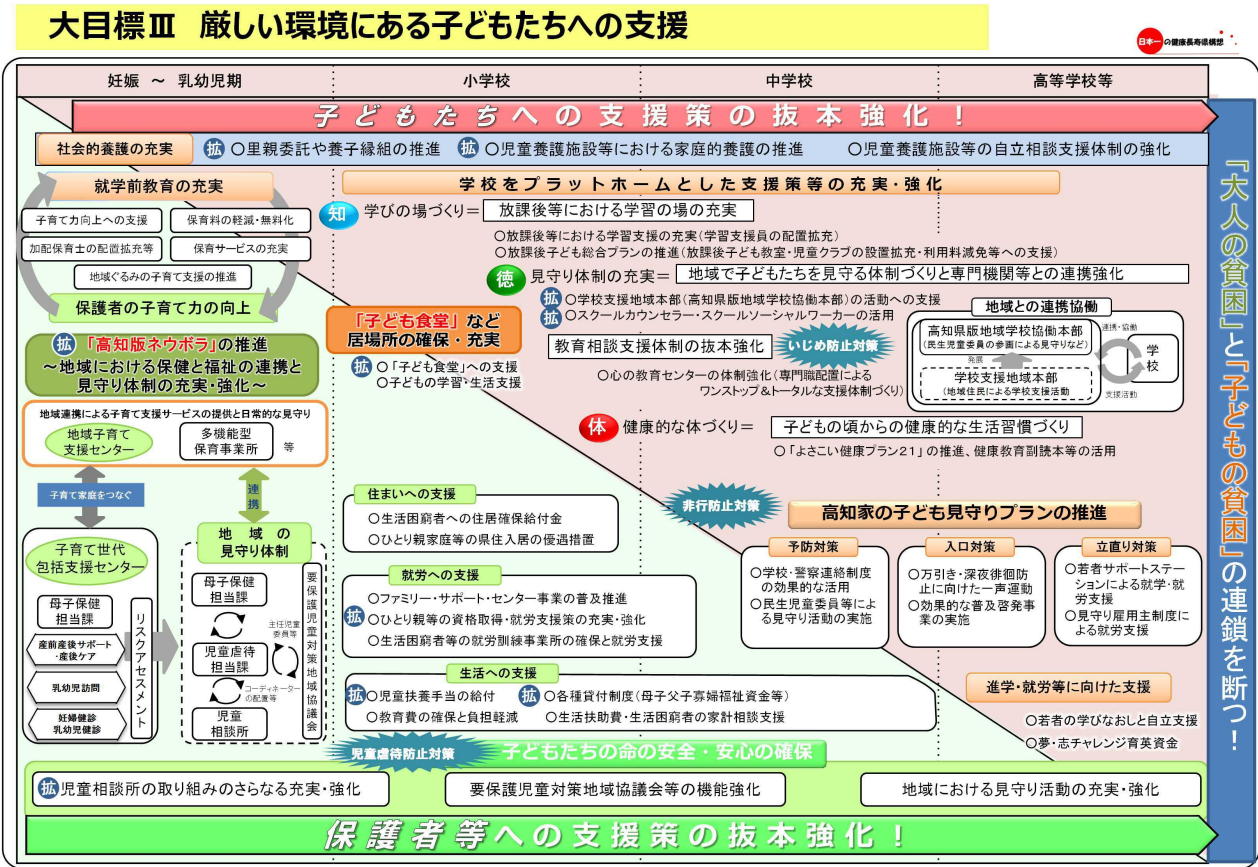 大目標Ⅲ 厳しい環境にある子どもたちへの支援
日本一の健康長寿県構想
妊娠 ~ 乳幼児期
小学校
中学校
高等学校等
子どもたちへの支援策の抜本強化!
社会的養護の充実
拡 〇里親委託や養子縁組の推進
拡 〇児童養護施設等における家庭的養護の推進
〇児童養護施設等の自立相談支援体制の強化
就学前教育の充実
子育て力向上への支援
保育料の軽減・無料化
加配保育士の配置拡充等
保育サービスの充実
地域ぐるみの子育て支援の推進
保護者の子育て力の向上
学校をプラットホームとした支援策等の充実・強化
知 学びの場づくり= 放課後等における学習の場の充実
〇放課後等における学習支援の充実(学習支援員の配置拡充)
〇放課後子ども総合プランの推進(放課後子ども教室・児童クラブの設置拡充・利用料減免等への支援)
徳 見守り体制の充実= 地域で子どもたちを見守る体制づくりと専門機関等との連携強化
拡 〇学校支援地域本部(高知県版地域学校協働本部)の活動への支援
拡 〇スクールカウンセラー・スクールソーシャルワーカーの活用
教育相談支援体制の抜本強化
いじめ防止対策
〇心の教育センターの体制強化(専門職配置による
ワンストップ&トータルな支援体制づくり)
地域との連携協働
高知県版地域学校協働本部
(民生児童委員の参画による見守りなど)
発展
学校支援地域本部
(地域住民による学校支援活動)
連携・協働
学
校
支援活動
体 健康的な体づくり= 子どもの頃からの健康的な生活習慣づくり
〇「よさこい健康プラン21」の推進、健康教育副読本等の活用
「子ども食堂」など
居場所の確保・充実
拡 〇「子ども食堂」への支援
〇子どもの学習・生活支援
拡 「高知版ネウボラ」の推進
~地域における保健と福祉の連携と
見守り体制の充実・強化~
地域連携による子育て支援サービスの提供と日常的な見守り
地域子育て
支援センター
多機能型
保育事業所
等
子育て家庭をつなぐ
連
携
子育て世代
包括支援センター
母子保健
担当課
産前産後サポート
・産後ケア
乳幼児訪問
妊婦健診
乳幼児健診
リスクアセスメント
地 域 の
見守り体制
母子保健
担当課
主任児童
委員等
児童虐待
担当課
コーディネーター
の配置等
児童
相談所
要保護児童対策地域協議会
住まいへの支援
〇生活困窮者への住居確保給付金
〇ひとり親家庭等の県住入居の優遇措置
就労への支援
〇ファミリー・サポート・センター事業の普及推進
拡 〇ひとり親等の資格取得・就労支援策の充実・強化
〇生活困窮者等の就労訓練事業所の確保と就労支援
生活への支援
拡 〇児童扶養手当の給付
拡 〇各種貸付制度(母子父子寡婦福祉資金等)
〇教育費の確保と負担軽減
〇生活扶助費・生活困窮者の家計相談支援
非行防止対策
高知家の子ども見守りプランの推進
予防対策
〇学校・警察連絡制度
の効果的な活用
〇民生児童委員等によ
る見守り活動の実施
入口対策
〇万引き・深夜徘徊防
止に向けた一声運動
〇効果的な普及啓発事
業の実施
立直り対策
〇若者サポートステー
ションによる就学・就
労支援
〇見守り雇用主制度に
よる就労支援
進学・就労等に向けた支援
〇若者の学びなおしと自立支援
〇夢・志チャレンジ育英資金
児童虐待防止対策
子どもたちの命の安全・安心の確保
拡 児童相談所の取り組みのさらなる充実・強化
要保護児童対策地域協議会等の機能強化
地域における見守り活動の充実・強化
保護者等への支援策の抜本強化!
「大人の貧困」と「子どもの貧困」の連鎖を断つ!